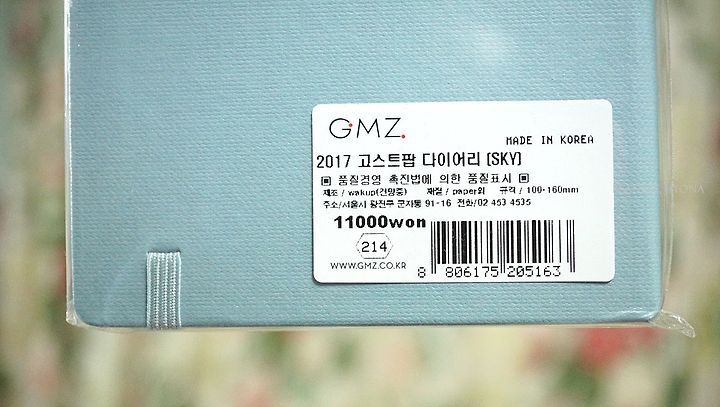 GMZ.
MADE IN KOREA
2017 고스트팝 다이어리 [SKY]
▣ 품질경영 촉진법에 의한 품질표시 ▣
제조 / wakup(건망증) 재질 / paper외 규격 / 100-160mm
주소/서울시 광진구 군자동 91-16 전화/02 453 4535
11000won
214
WWW.GMZ.CO.KR
8 806175 205163